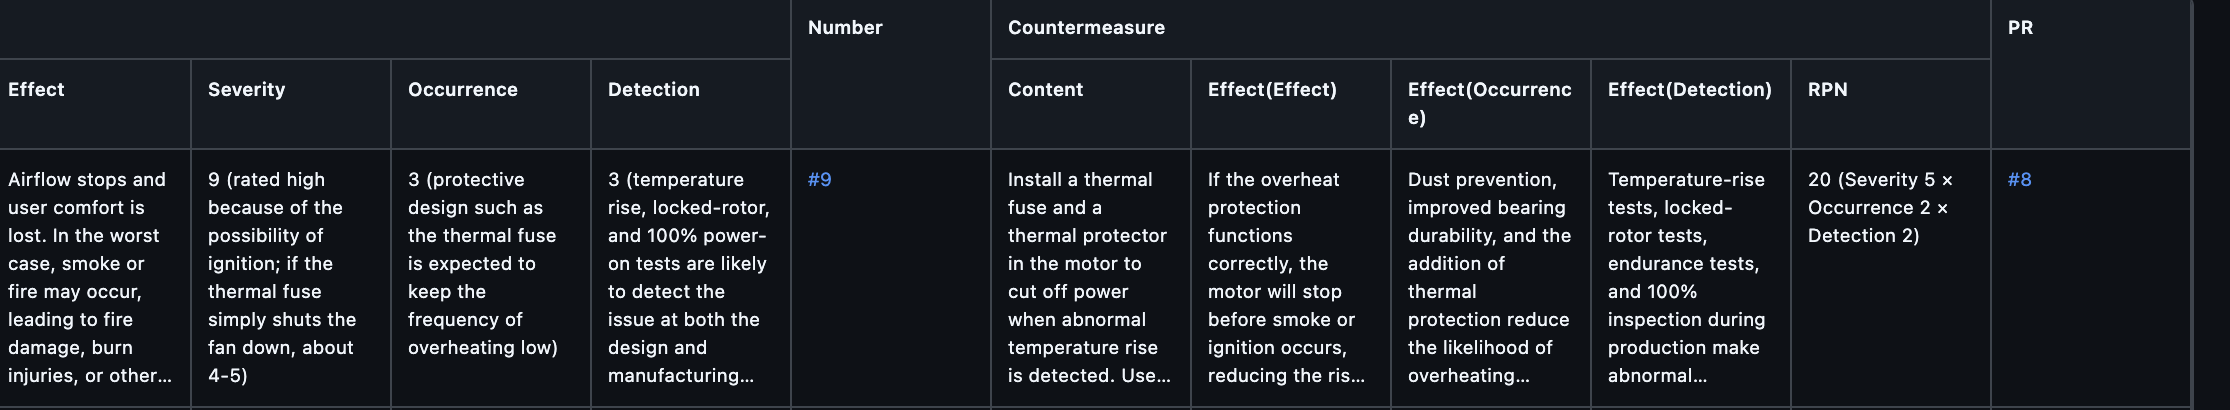 Number
Countermeasure
PR
Effect
Severity
Occurrence
Detection
Content
Effect(Effect)
Effect(Occurrenc
e)
Effect(Detection)
RPN
Airflow stops and
user comfort is
lost. In the worst
case, smoke or
fire may occur,
leading to fire
damage, burn
injuries, or other...
9 (rated high
because of the
possibility of
ignition; if the
thermal fuse
simply shuts the
fan down, about
4-5)
3 (protective
design such as
the thermal fuse
is expected to
keep the
frequency of
overheating low)
3 (temperature
rise, locked-rotor,
and 100% power-
on tests are likely
to detect the
issue at both the
design and
manufacturing...
#9
Install a thermal
fuse and a
thermal protector
in the motor to
cut off power
when abnormal
temperature rise
is detected. Use...
If the overheat
protection
functions
correctly, the
motor will stop
before smoke or
ignition occurs,
reducing the ris...
Dust prevention,
improved bearing
durability, and the
addition of
thermal
protection reduce
the likelihood of
overheating...
Temperature-rise
tests, locked-
rotor tests,
endurance tests,
and 100%
inspection during
production make
abnormal...
20 (Severity 5 ×
Occurrence 2 ×
Detection 2)
#8